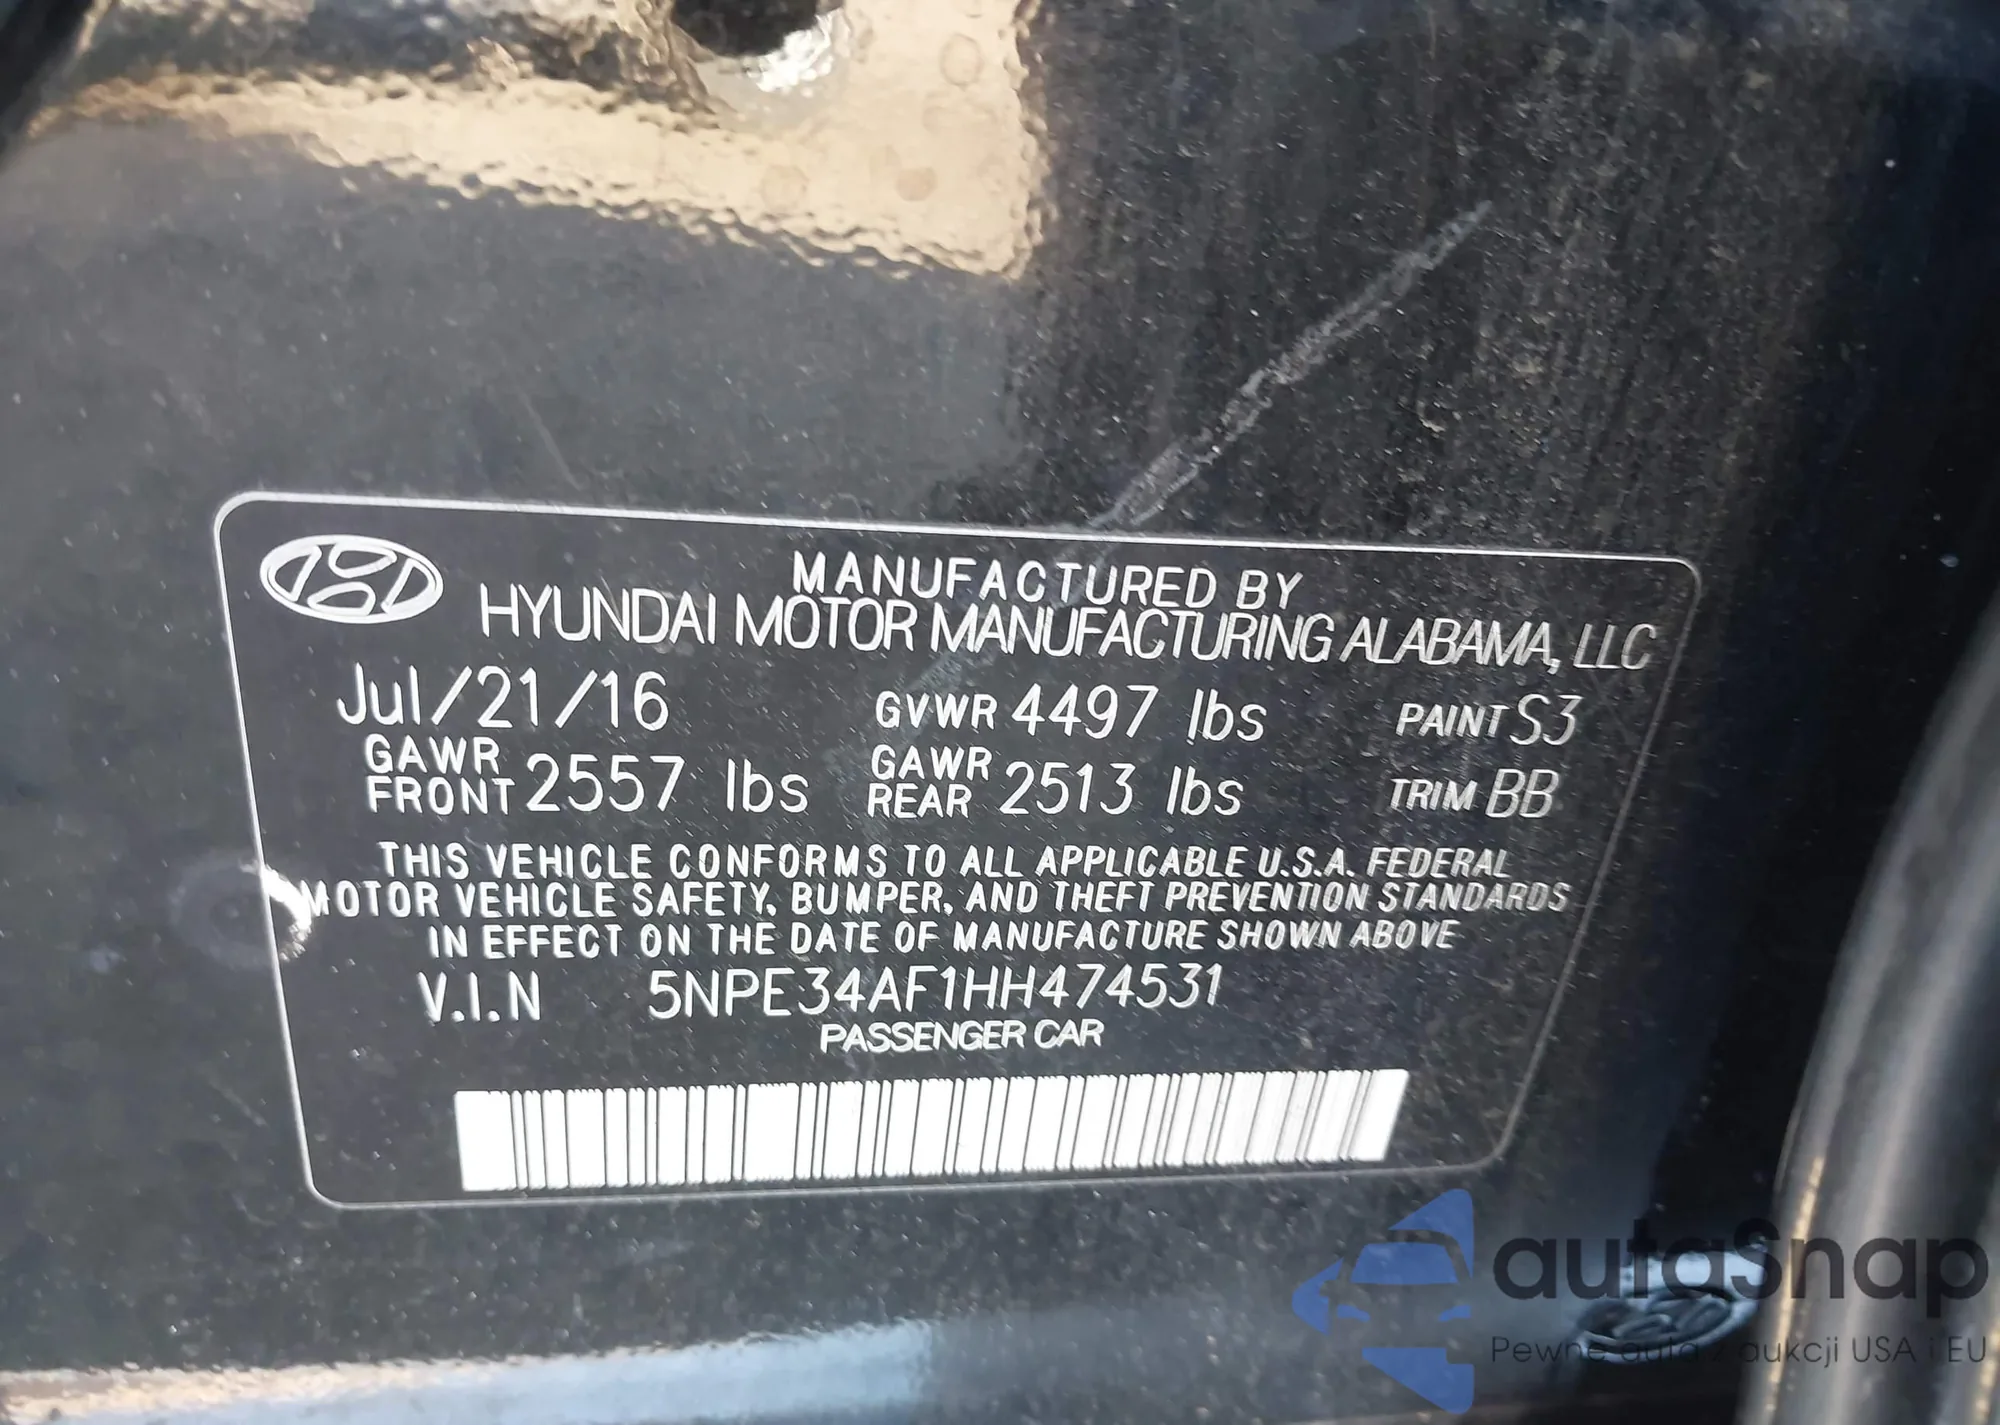 MANUFACTURED BY
HYUNDAI MOTOR MANUFACTURING ALABAMA, LLC
Jul/21/16 GVWR 4497 lbs PAINT S3
GAWR FRONT 2557 lbs GAWR REAR 2513 lbs TRIM BB
THIS VEHICLE CONFORMS TO ALL APPLICABLE U.S.A. FEDERAL
MOTOR VEHICLE SAFETY, BUMPER, AND THEFT PREVENTION STANDARDS
IN EFFECT ON THE DATE OF MANUFACTURE SHOWN ABOVE
V.I.N 5NPE34AF1HH474531
PASSENGER CAR
autaSnap
Pewne auta z aukcji USA i EU